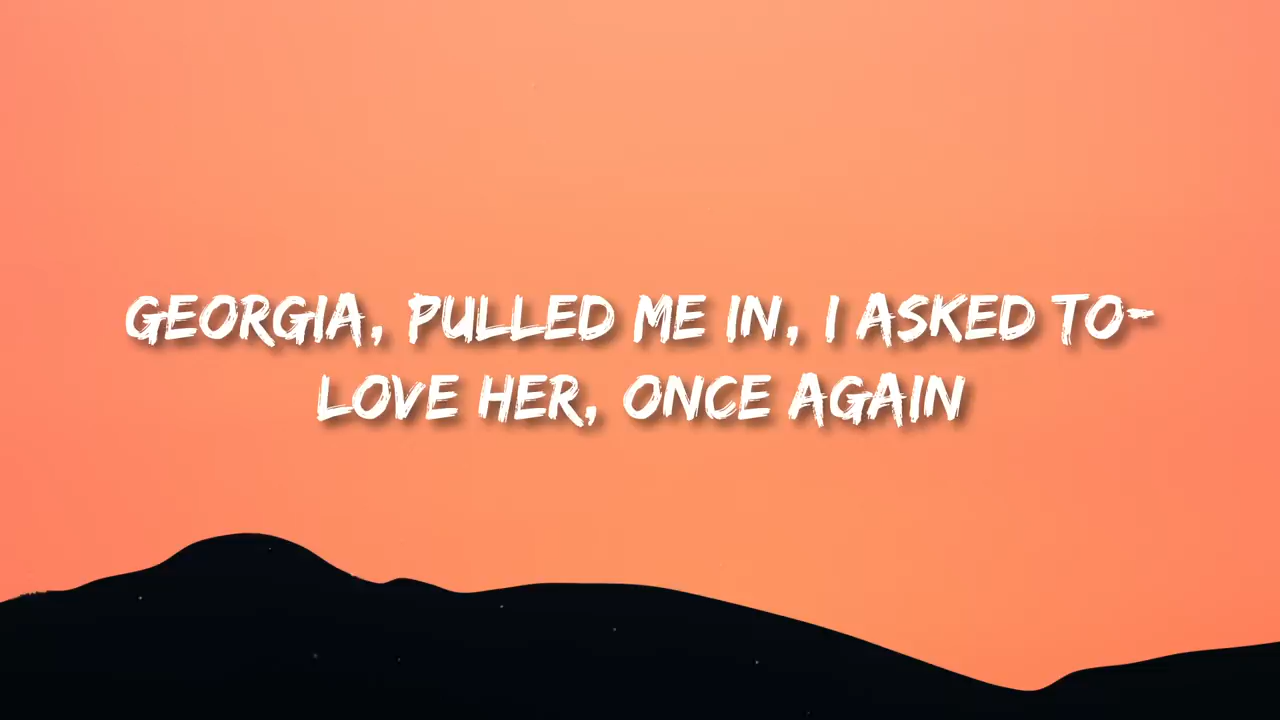 GEORGIA, PULLED ME IN, I ASKED TO-
LOVE HER, ONCE AGAIN